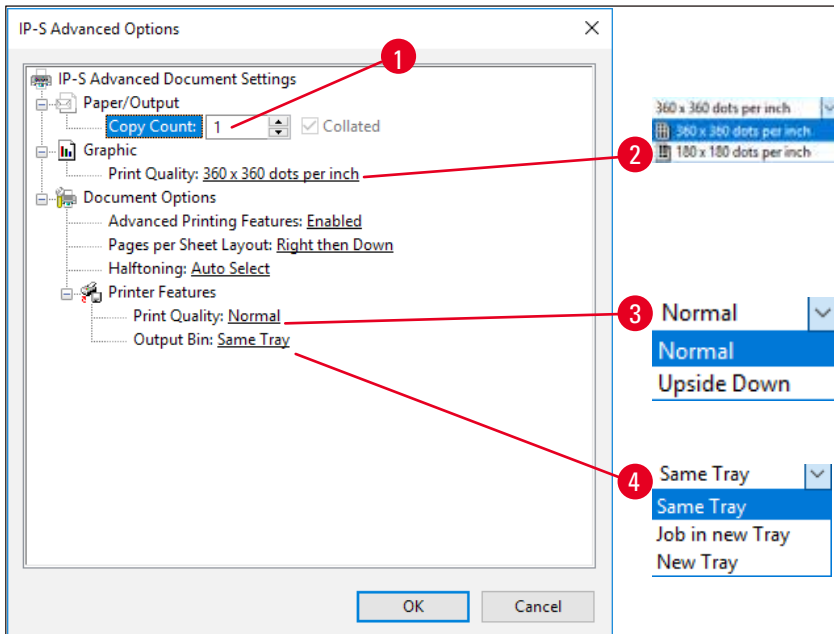 IP-S Advanced Options
IP-S Advanced Document Settings
1
Paper/Output
Copy Count: 1 Collated
Graphic
Print Quality: 360 x 360 dots per inch
Document Options
Advanced Printing Features: Enabled
Pages per Sheet Layout: Right then Down
Halftoning: Auto Select
Printer Features
Print Quality: Normal
Output Bin: Same Tray
OK Cancel
360 x 360 dots per inch
360 x 360 dots per inch
2
180 x 180 dots per inch
3
Normal
Normal
Upside Down
4
Same Tray
Same Tray
Job in new Tray
New Tray